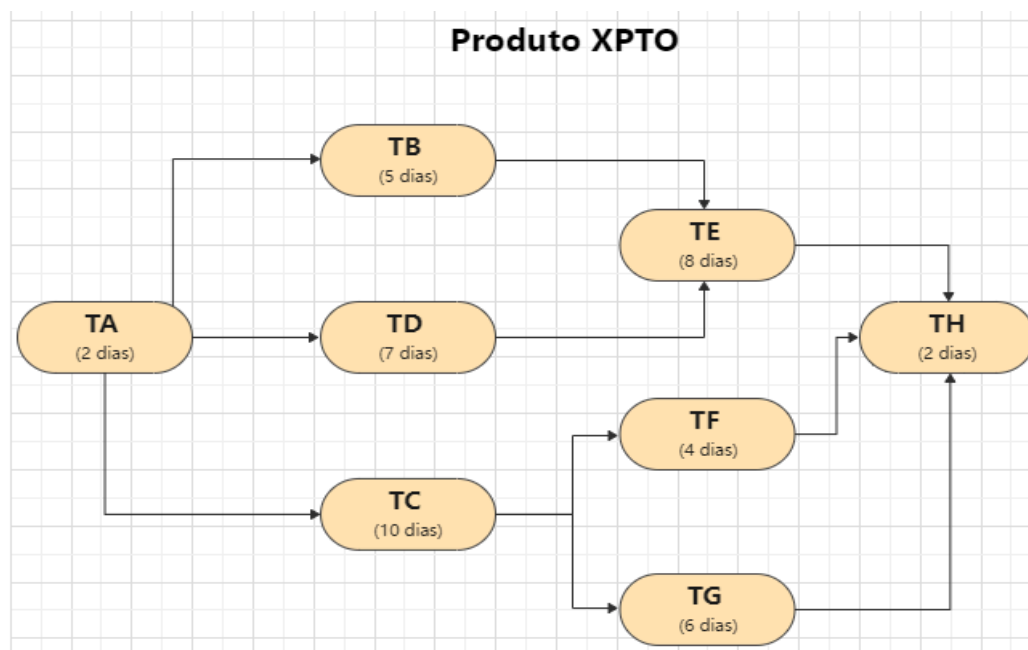 Produto XPTO
TB
(5 dias)
TE
(8 dias)
TA
(2 dias)
TD
(7 dias)
TH
(2 dias)
TF
(4 dias)
TC
(10 dias)
TG
(6 dias)